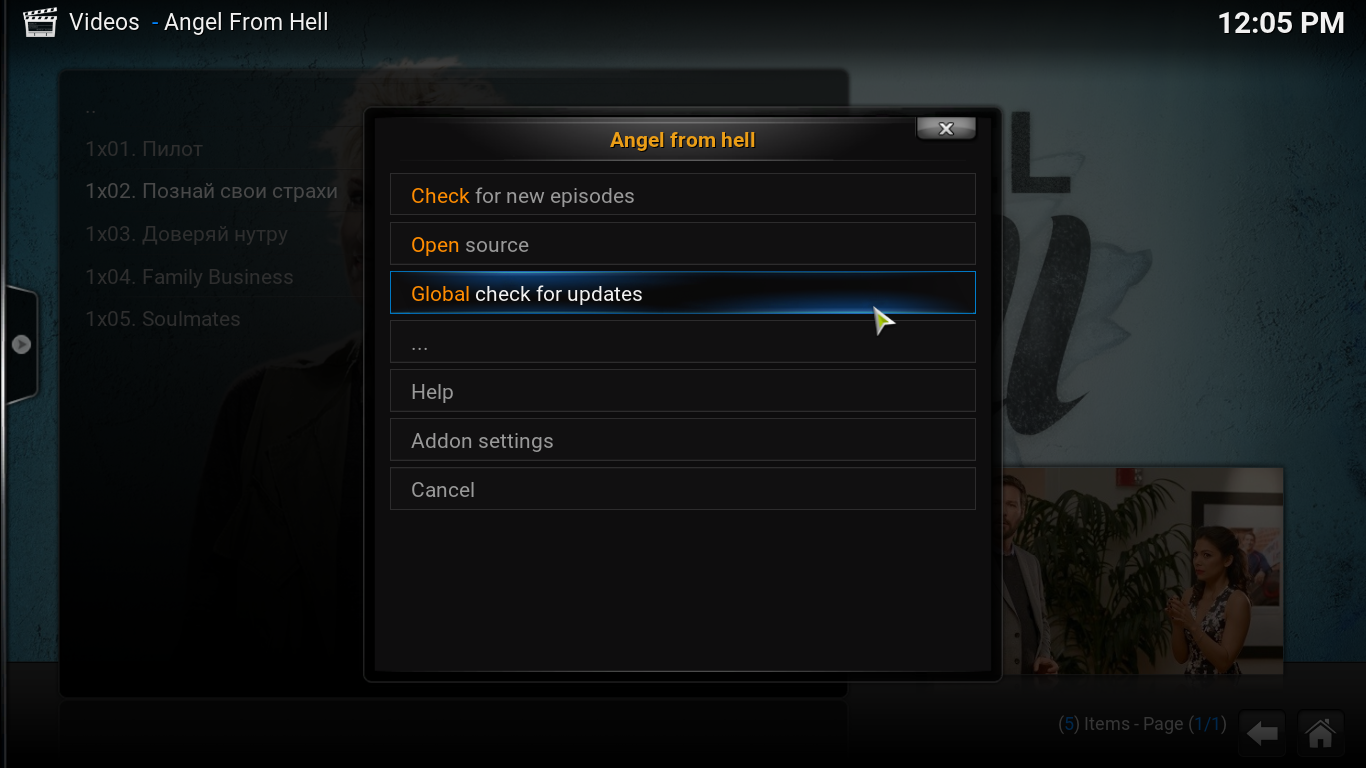 Videos - Angel From Hell
12:05 PM
..
1x01. Пилот
1x02. Познай свои страхи
1x03. Доверяй нутру
1x04. Family Business
1x05. Soulmates
Angel from hell
Check for new episodes
Open source
Global check for updates
...
Help
Addon settings
Cancel
(5) Items - Page (1/1)